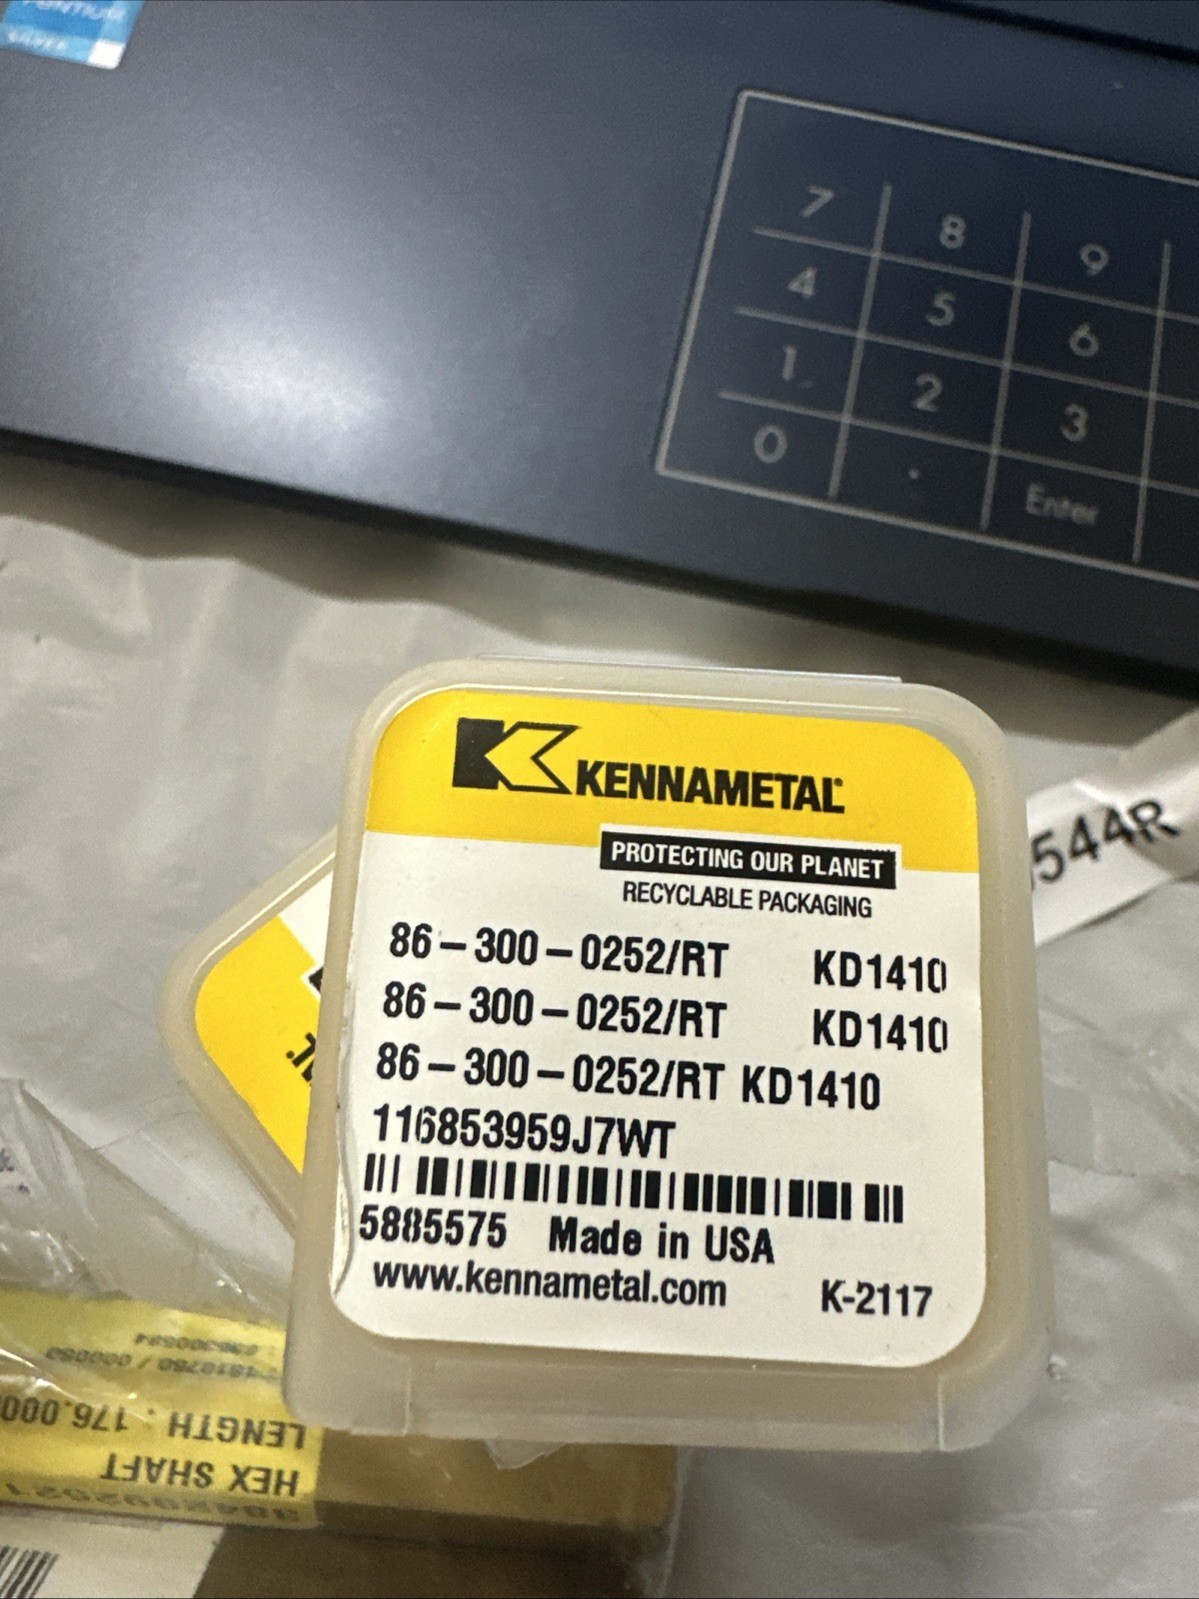 PENTIUM
SILVER
7 8 9
4 5 6
1 2 3
0 . Enter
KENNAMETAL
PROTECTING OUR PLANET
RECYCLABLE PACKAGING
544R
86-300-0252/RT KD1410
86-300-0252/RT KD1410
86-300-0252/RT KD1410
116853959J7WT
5885575 Made in USA
www.kennametal.com K-2117
HEX SHAFT
LENGTH : 176.000